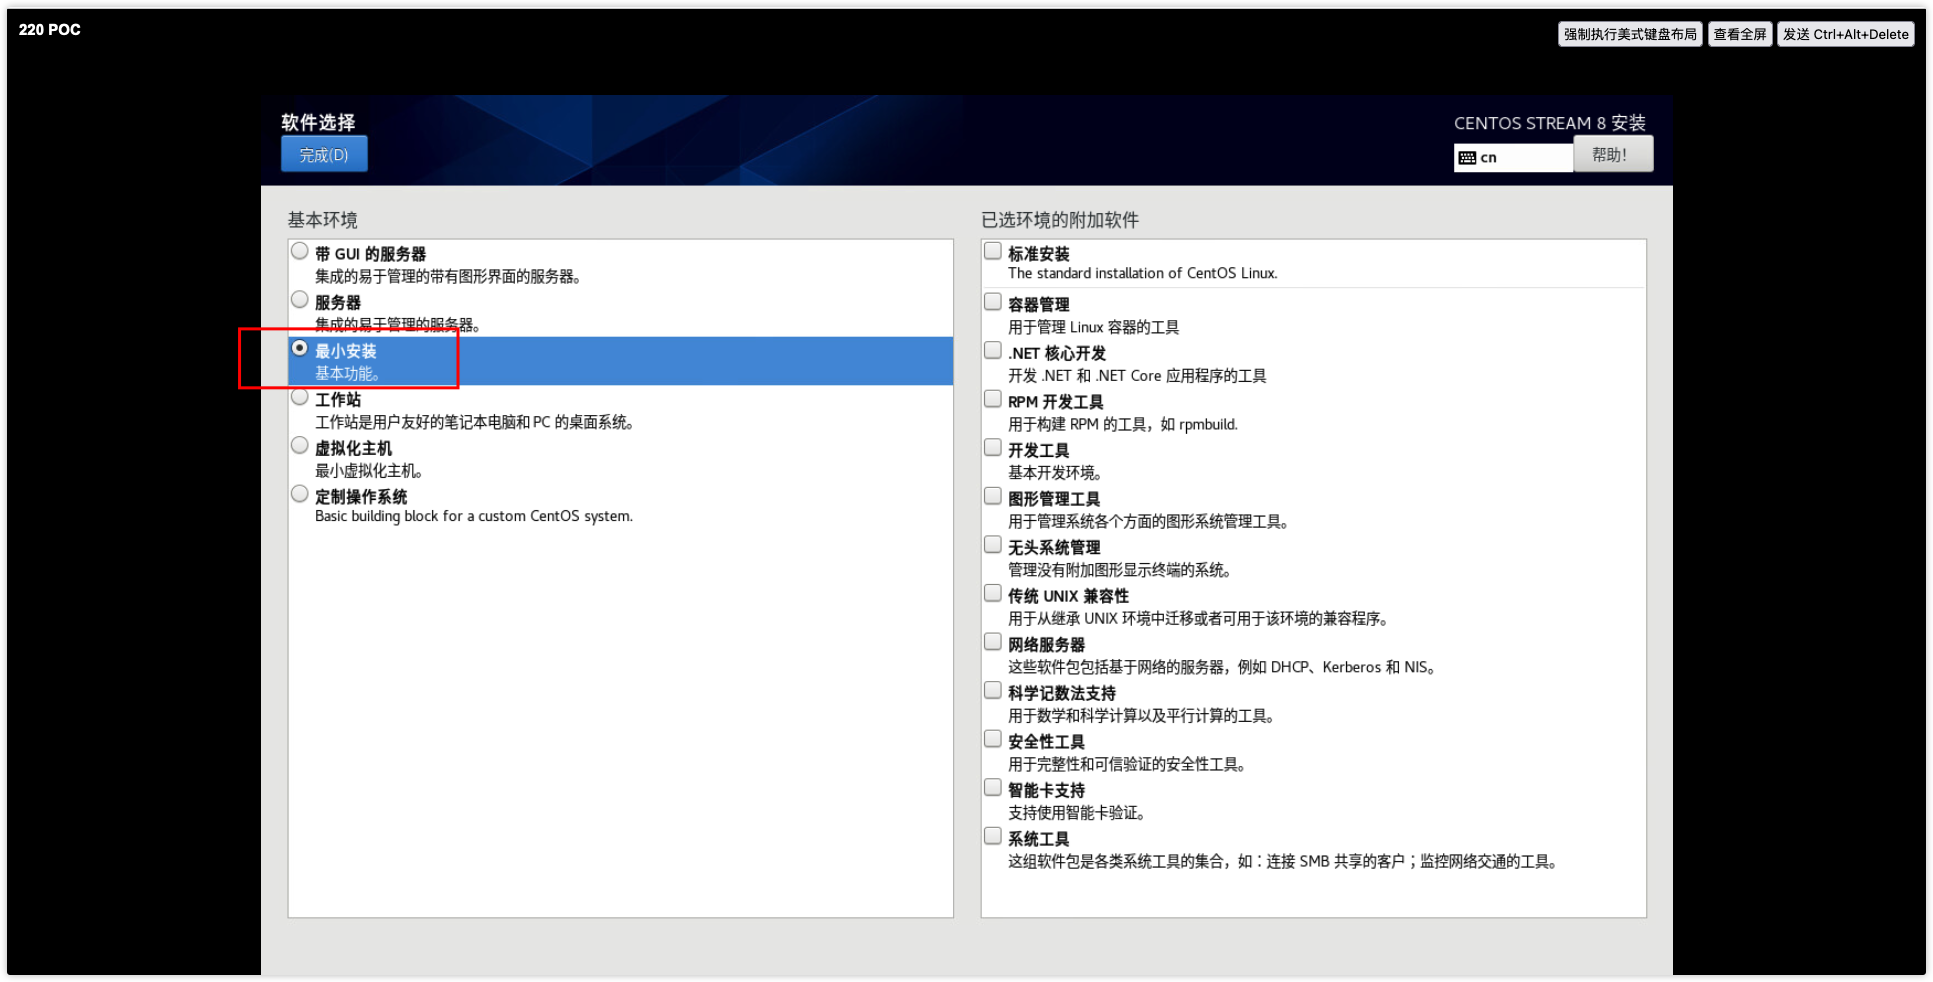 220 POC
强制执行美式键盘布局
查看全屏
发送 Ctrl+Alt+Delete
软件选择
完成(D)
CENTOS STREAM 8 安装
cn
帮助!
基本环境
带 GUI 的服务器
集成的易于管理的带有图形界面的服务器。
服务器
集成的易于管理的服务器。
最小安装
基本功能。
工作站
工作站是用户友好的笔记本电脑和 PC 的桌面系统。
虚拟化主机
最小虚拟化主机。
定制操作系统
Basic building block for a custom CentOS system.
已选环境的附加软件
标准安装
The standard installation of CentOS Linux.
容器管理
用于管理 Linux 容器的工具
.NET 核心开发
开发 .NET 和 .NET Core 应用程序的工具
RPM 开发工具
用于构建 RPM 的工具，如 rpmbuild.
开发工具
基本开发环境。
图形管理工具
用于管理系统各个方面的图形系统管理工具。
无头系统管理
管理没有附加图形显示终端的系统。
传统 UNIX 兼容性
用于从继承 UNIX 环境中迁移或者可用于该环境的兼容程序。
网络服务器
这些软件包包括基于网络的服务器，例如 DHCP、Kerberos 和 NIS。
科学记数法支持
用于数学和科学计算以及平行计算的工具。
安全性工具
用于完整性和可信验证的安全性工具。
智能卡支持
支持使用智能卡验证。
系统工具
这组软件包是各类系统工具的集合，如：连接 SMB 共享的客户；监控网络交通的工具。